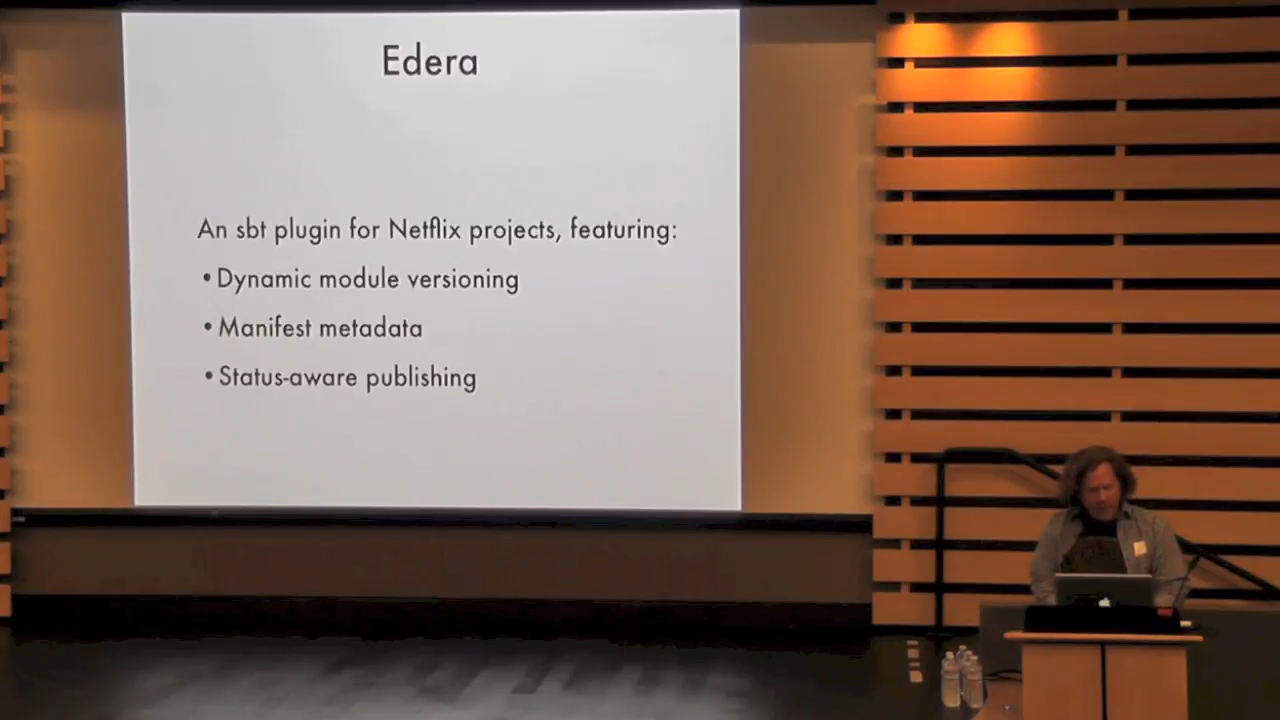 Edera
An sbt plugin for Netflix projects, featuring:
• Dynamic module versioning
• Manifest metadata
• Status-aware publishing